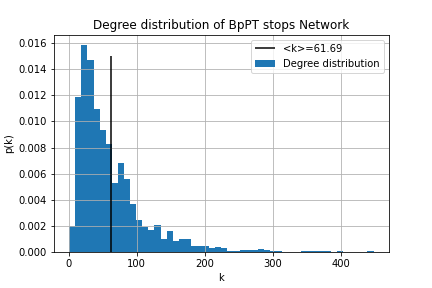 Degree distribution of BpPT stops Network
<k>=61.69
Degree distribution
0.016
0.014
0.012
0.010
0.008
0.006
0.004
0.002
0.000
p(k)
0 100 200 300 400
k